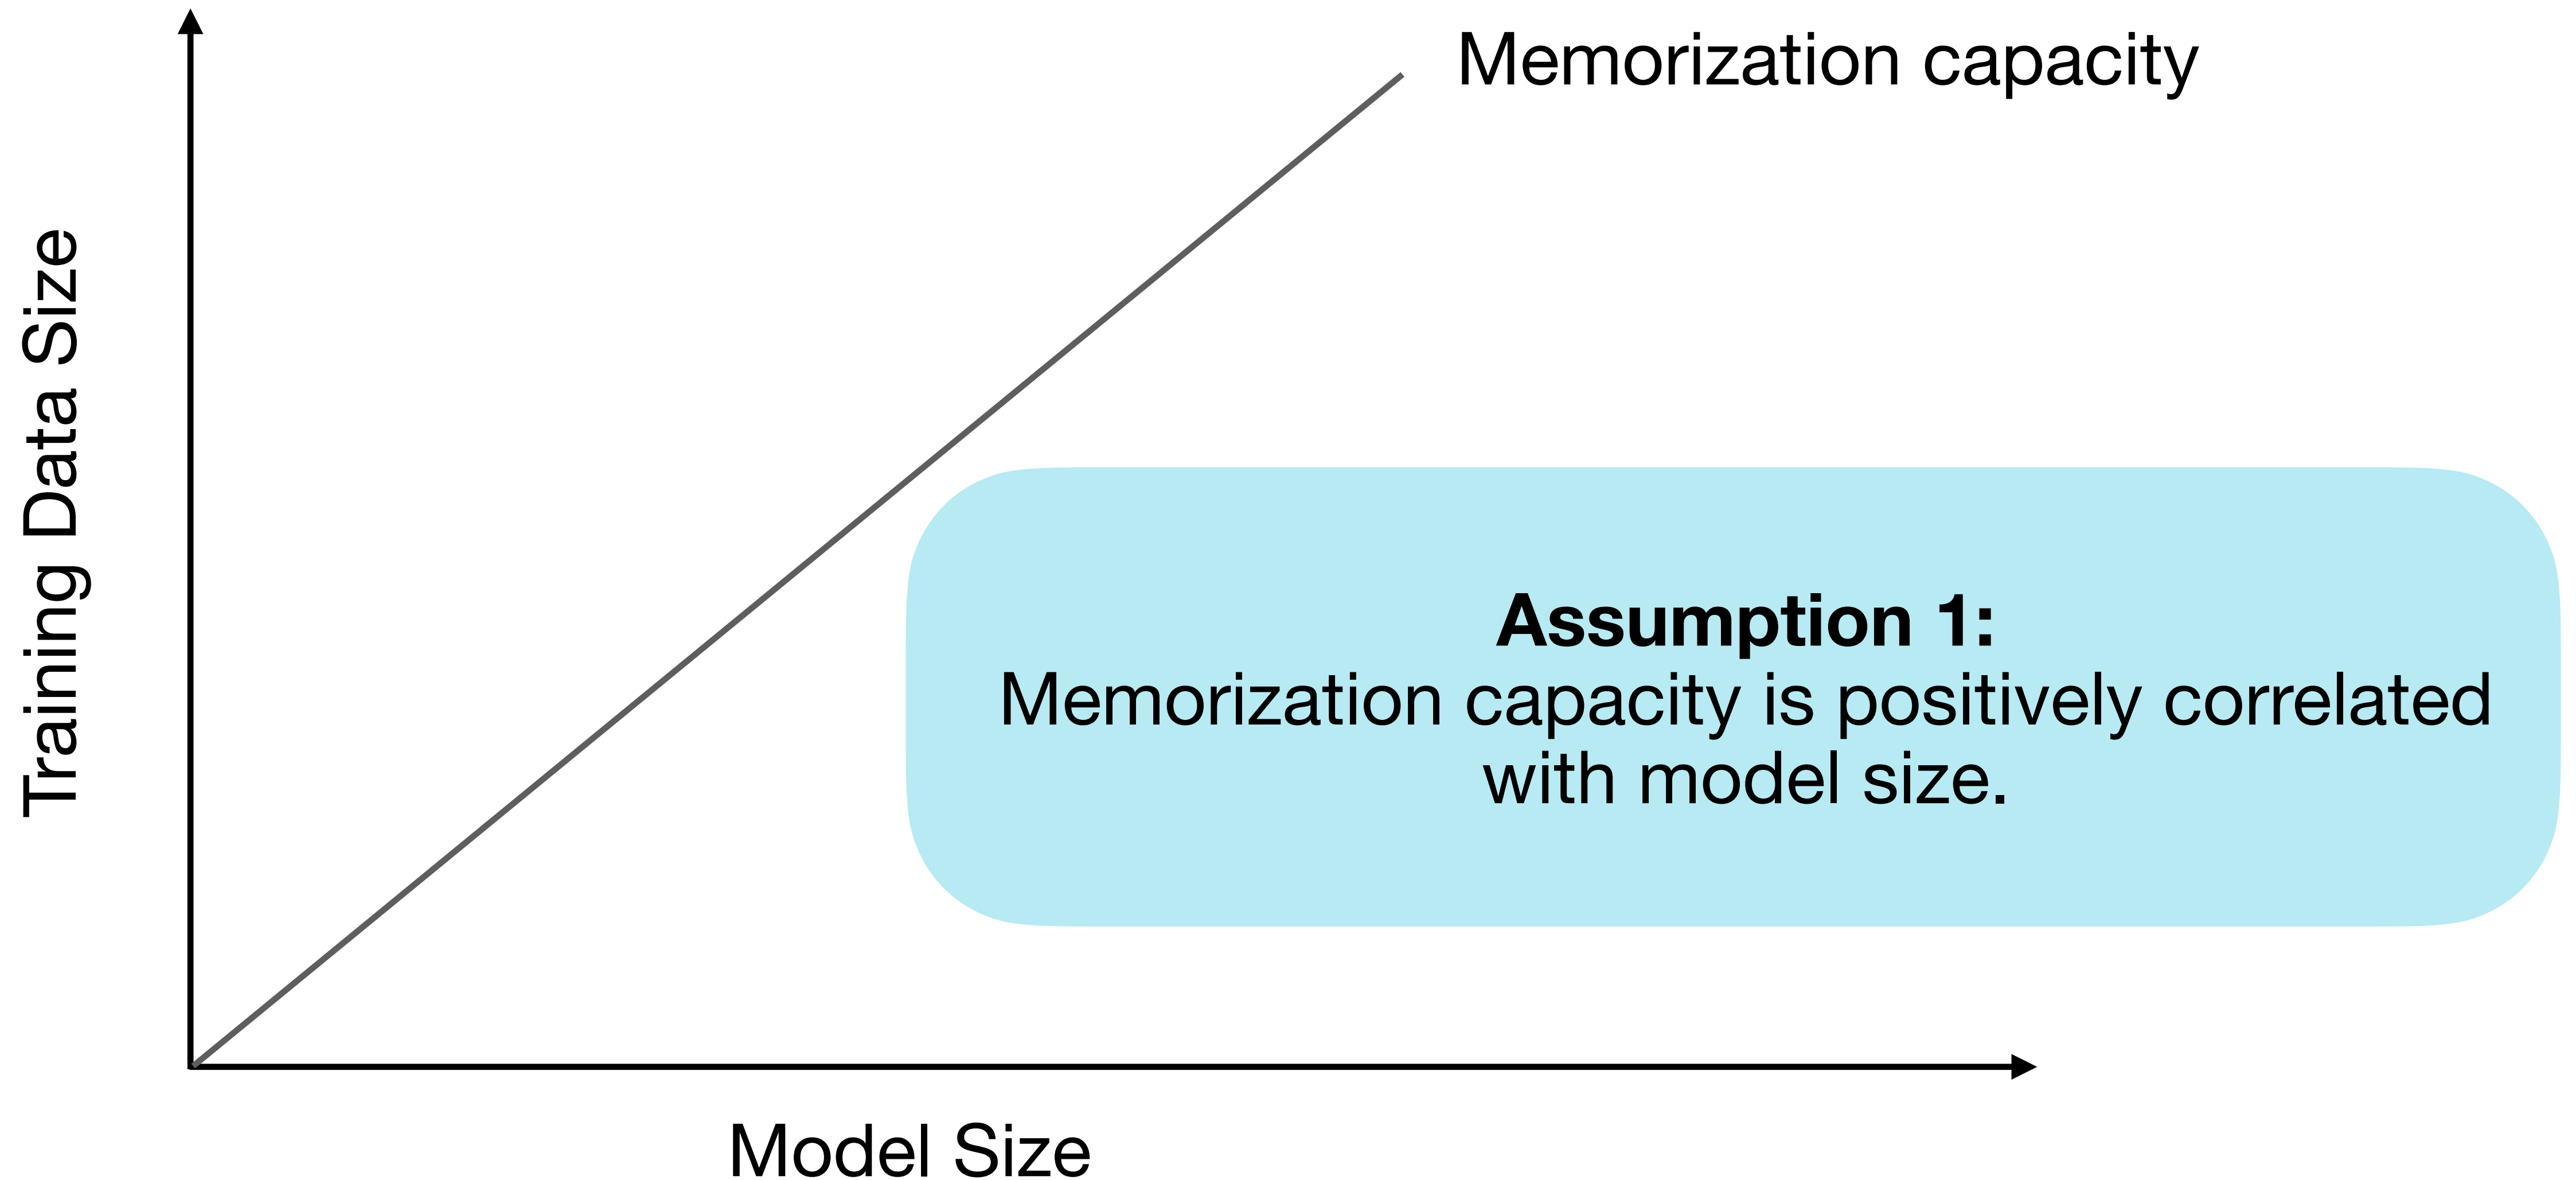 Memorization capacity
Training Data Size
Assumption 1:
Memorization capacity is positively correlated
with model size.
Model Size